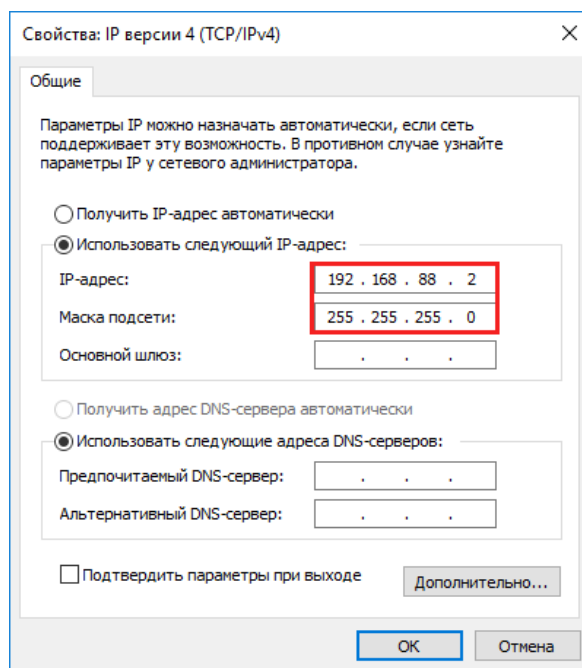 Свойства: IP версии 4 (TCP/IPv4)
Общие
Параметры IP можно назначать автоматически, если сеть
поддерживает эту возможность. В противном случае узнайте
параметры IP у сетевого администратора.
Получить IP-адрес автоматически
Использовать следующий IP-адрес:
IP-адрес: 192 . 168 . 88 . 2
Маска подсети: 255 . 255 . 255 . 0
Основной шлюз: . . .
Получить адрес DNS-сервера автоматически
Использовать следующие адреса DNS-серверов:
Предпочитаемый DNS-сервер: . . .
Альтернативный DNS-сервер: . . .
Подтвердить параметры при выходе
Дополнительно...
ОК Отмена